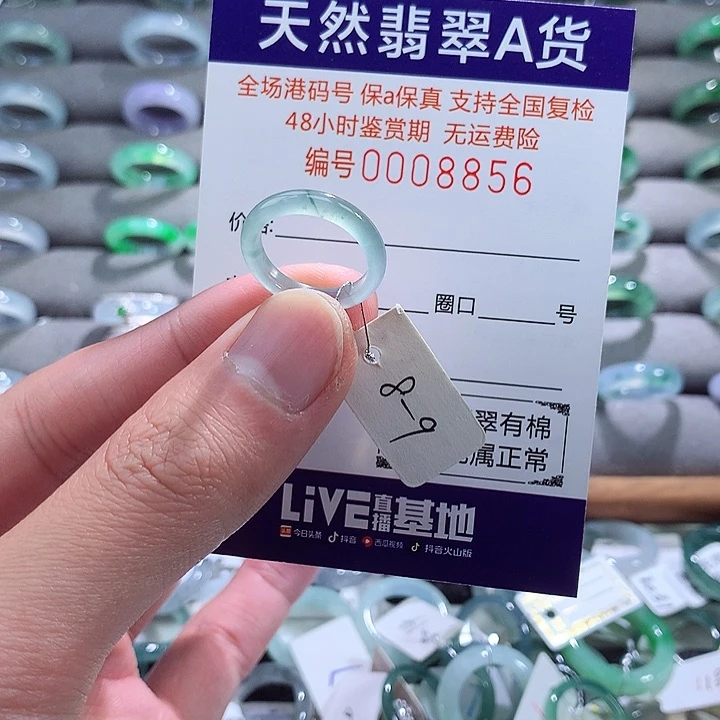 天然翡翠A货
全场港码号 保a保真 支持全国复检
48小时鉴赏期 无运费险
编号0008856
价
圈口 号
8-9
翠有棉
属正常
LiVE直播基地
今日头条 抖音 西瓜视频 抖音火山版